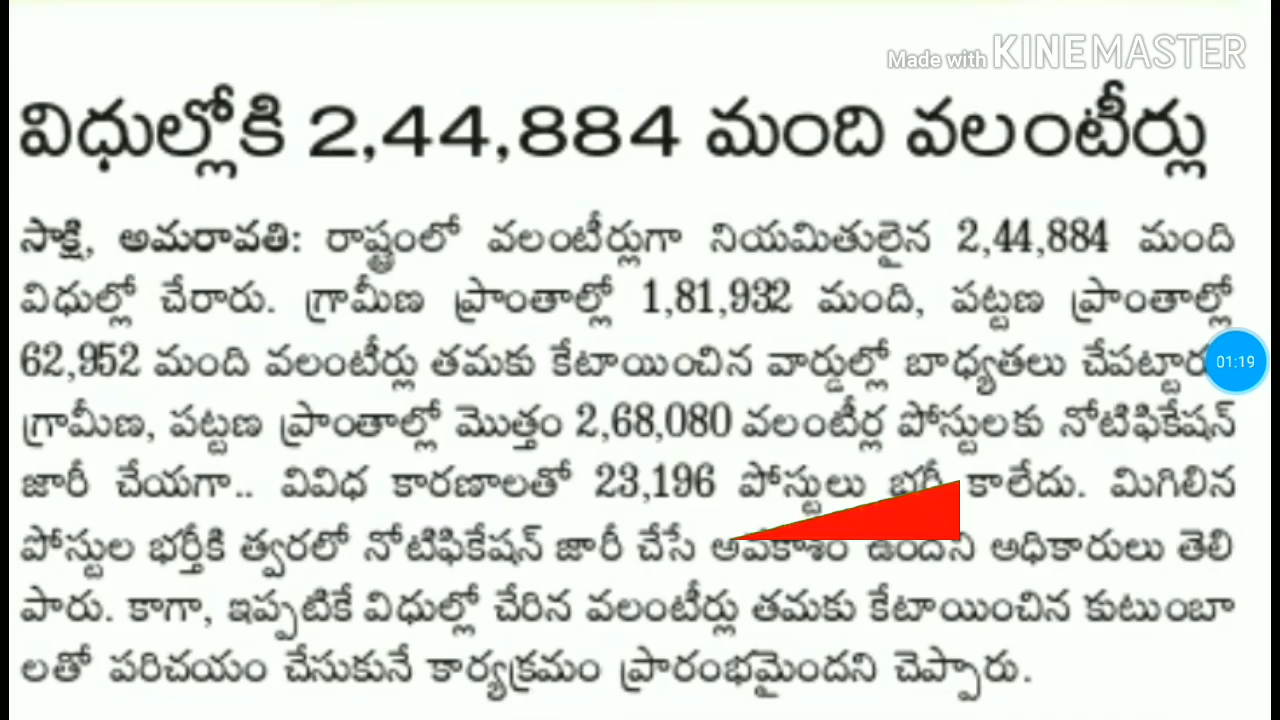 Made with KINEMASTER
విధుల్లోకి 2,44,884 మంది వలంటీర్లు
సాక్షి, అమరావతి: రాష్ట్రంలో వలంటీర్లుగా నియమితులైన 2,44,884 మంది
విధుల్లో చేరారు. గ్రామీణ ప్రాంతాల్లో 1,81,932 మంది, పట్టణ ప్రాంతాల్లో
62,952 మంది వలంటీర్లు తమకు కేటాయించిన వార్డుల్లో బాధ్యతలు చేపట్టారు
01:19
గ్రామీణ, పట్టణ ప్రాంతాల్లో మొత్తం 2,68,080 వలంటీర్ల పోస్టులకు నోటిఫికేషన్
జారీ చేయగా.. వివిధ కారణాలతో 23,196 పోస్టులు భర్తీ కాలేదు. మిగిలిన
పోస్టుల భర్తీకి త్వరలో నోటిఫికేషన్ జారీ చేసే అవకాశం ఉందని అధికారులు తెలి
పారు. కాగా, ఇప్పటికే విధుల్లో చేరిన వలంటీర్లు తమకు కేటాయించిన కుటుంబా
లతో పరిచయం చేసుకునే కార్యక్రమం ప్రారంభమైందని చెప్పారు.